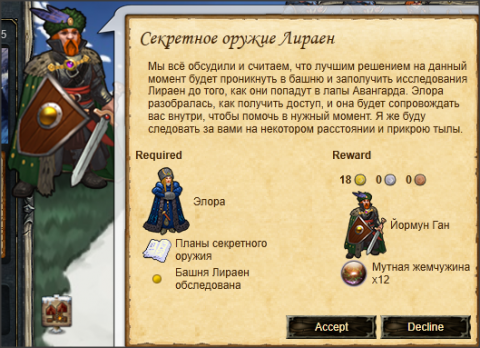 5
Секретное оружие Лираен
Мы всё обсудили и считаем, что лучшим решением на данный
момент будет проникнуть в башню и заполучить исследования
Лираен до того, как они попадут в лапы Авангарда. Элора
разобралась, как получить доступ, и она будет сопровождать
вас внутри, чтобы помочь в нужный момент. Я же буду
следовать за вами на некотором расстоянии и прикрою тылы.
Required
Элора
Планы секретного
оружия
Башня Лираен
обследована
Reward
18 0 0
Йормун Ган
Мутная жемчужина
x12
Accept Decline